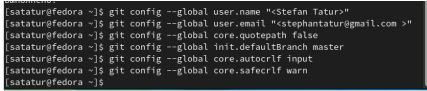 [satatur@fedora ~]$ git config --global user.name "<Stefan Tatur>"
[satatur@fedora ~]$ git config --global user.email "<stephantatur@gmail.com >"
[satatur@fedora ~]$ git config --global core.quotepath false
[satatur@fedora ~]$ git config --global init.defaultBranch master
[satatur@fedora ~]$ git config --global core.autocrlf input
[satatur@fedora ~]$ git config --global core.safecrlf warn
[satatur@fedora ~]$